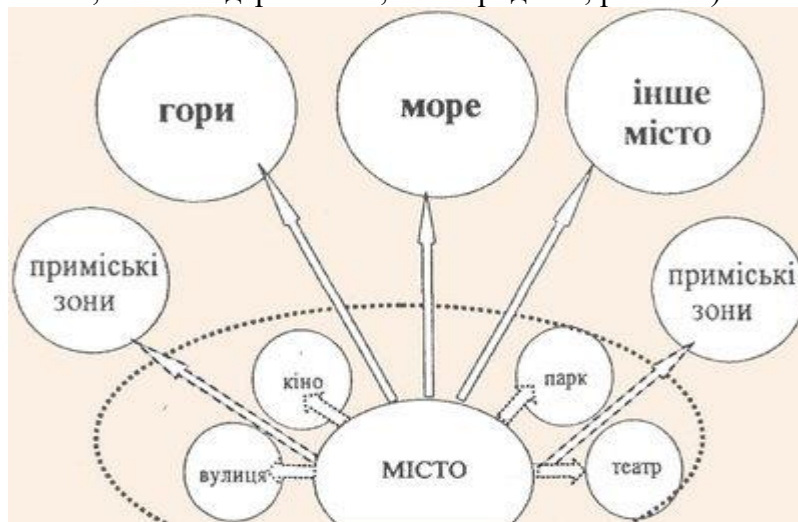 гори
море
інше
місто
приміські
зони
приміські
зони
кіно
парк
вулиця
МІСТО
театр